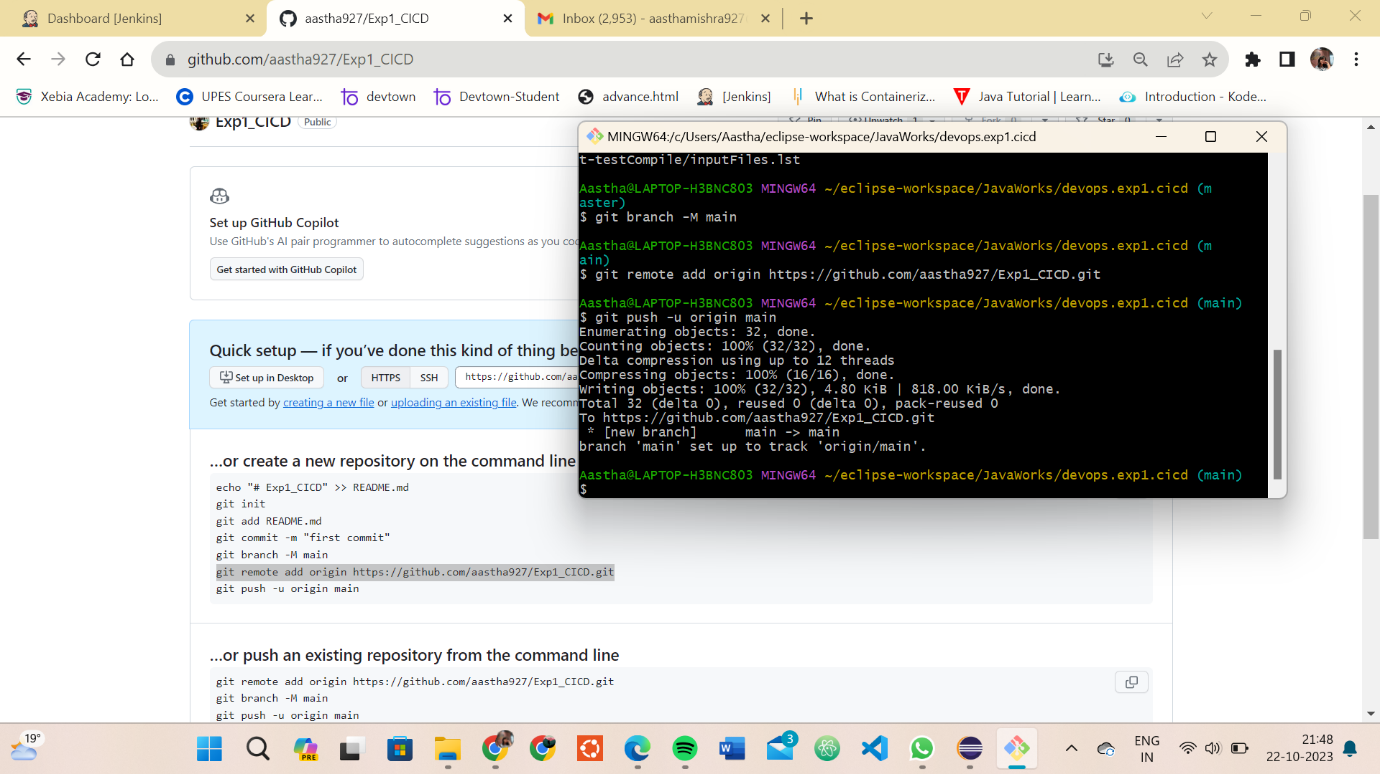 Dashboard [Jenkins]
aastha927/Exp1_CICD
Inbox (2,953) - aasthamishra927
github.com/aastha927/Exp1_CICD
Xebia Academy: Lo...
UPES Coursera Lear...
devtown
Devtown-Student
advance.html
[Jenkins]
What is Containeriz...
Java Tutorial | Learn...
Introduction - Kode...
Exp1_CICD Public
Pin
Unwatch 1
Fork 0
Star 0
Set up GitHub Copilot
Use GitHub's AI pair programmer to autocomplete suggestions as you
Get started with GitHub Copilot
Quick setup — if you've done this kind of thing
Set up in Desktop
or
HTTPS
SSH
https://github.com/aa
Get started by creating a new file or uploading an existing file. We
...or create a new repository on the command line
echo "# Exp1_CICD" >> README.md
git init
git add README.md
git commit -m "first commit"
git branch -M main
git remote add origin https://github.com/aastha927/Exp1_CICD.git
git push -u origin main
...or push an existing repository from the command line
git remote add origin https://github.com/aastha927/Exp1_CICD.git
git branch -M main
git push -u origin main
MINGW64:/c/Users/Aastha/eclipse-workspace/JavaWorks/devops.exp1.cicd
t-testCompile/inputFiles.lst
Aastha@LAPTOP-H3BNC803 MINGW64 ~/eclipse-workspace/JavaWorks/devops.exp1.cicd (m
aster)
$ git branch -M main
Aastha@LAPTOP-H3BNC803 MINGW64 ~/eclipse-workspace/JavaWorks/devops.exp1.cicd (m
ain)
$ git remote add origin https://github.com/aastha927/Exp1_CICD.git
Aastha@LAPTOP-H3BNC803 MINGW64 ~/eclipse-workspace/JavaWorks/devops.exp1.cicd (main)
$ git push -u origin main
Enumerating objects: 32, done.
Counting objects: 100% (32/32), done.
Delta compression using up to 12 threads
Compressing objects: 100% (16/16), done.
Writing objects: 100% (32/32), 4.80 KiB | 818.00 KiB/s, done.
Total 32 (delta 0), reused 0 (delta 0), pack-reused 0
To https://github.com/aastha927/Exp1_CICD.git
* [new branch]      main -> main
branch 'main' set up to track 'origin/main'.
Aastha@LAPTOP-H3BNC803 MINGW64 ~/eclipse-workspace/JavaWorks/devops.exp1.cicd (main)
$
19°
PRE
3
ENG
IN
21:48
22-10-2023